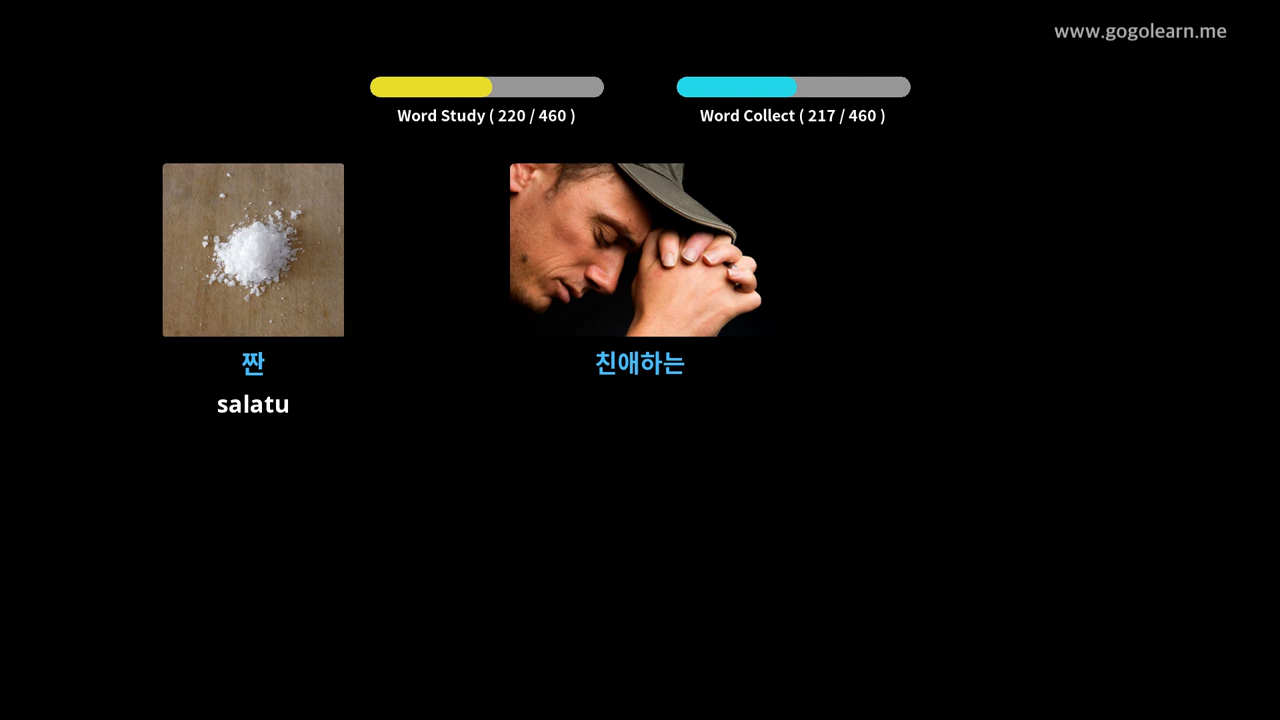 www.gogolearn.me
Word Study ( 220 / 460 )
Word Collect ( 217 / 460 )
짠
친애하는
salatu